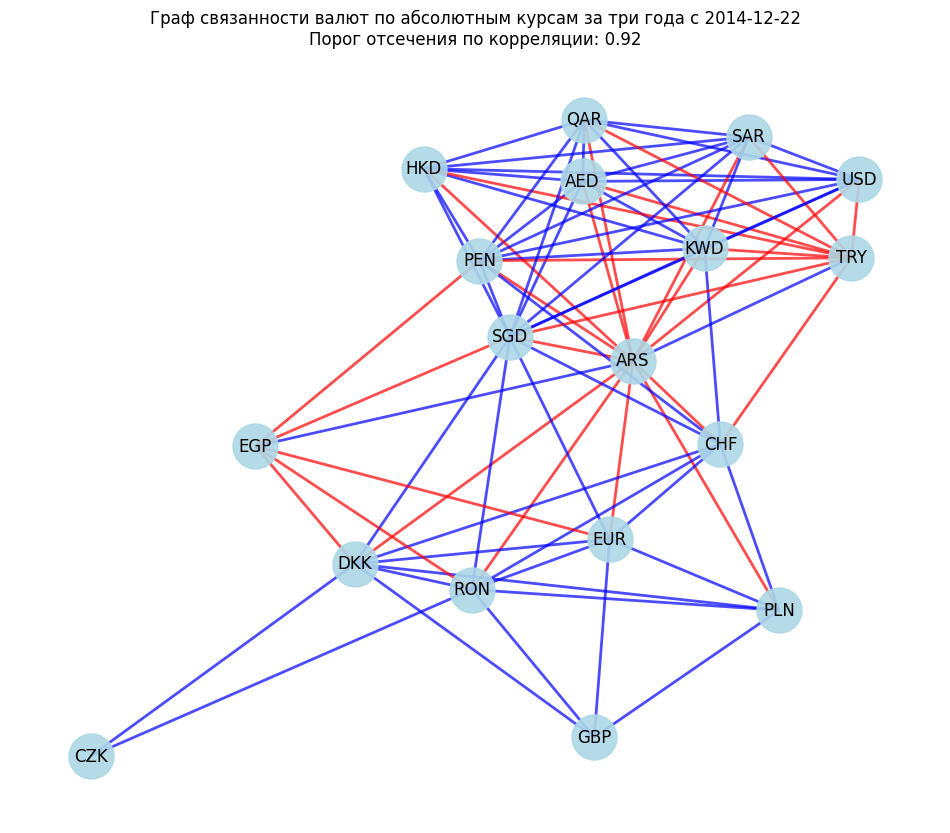 Граф связанности валют по абсолютным курсам за три года с 2014-12-22
Порог отсечения по корреляции: 0.92
QAR
SAR
HKD
AED
USD
PEN
KWD
TRY
SGD
ARS
EGP
CHF
EUR
DKK
RON
PLN
GBP
CZK